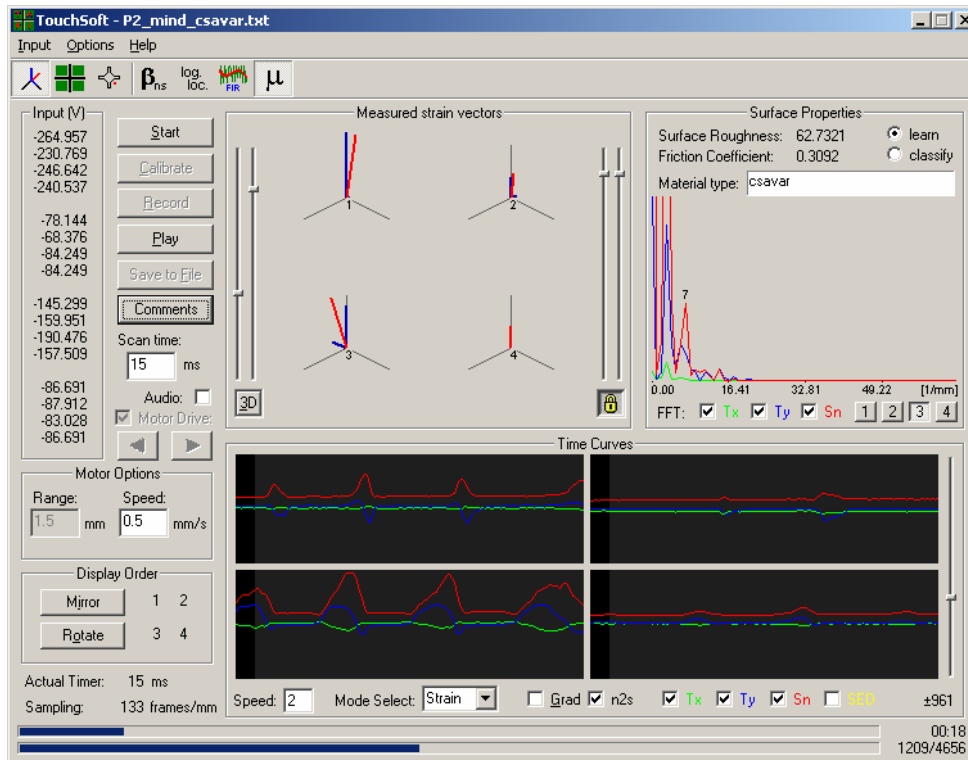 TouchSoft - P2_mind_csavar.txt
Input Options Help
βns log. loc. FIR μ
Input (V)
-264.957
-230.769
-246.642
-240.537
-78.144
-68.376
-84.249
-84.249
-145.299
-159.951
-190.476
-157.509
-86.691
-87.912
-83.028
-86.691
Start
Calibrate
Record
Play
Save to File
Comments
Scan time:
15 ms
Audio:
Motor Drive:
Measured strain vectors
1
2
3
4
3D
Surface Properties
Surface Roughness: 62.7321
Friction Coefficient: 0.3092
learn
classify
Material type: csavar
7
0.00 16.41 32.81 49.22 [1/mm]
FFT: Tx Ty Sn 1 2 3 4
Motor Options
Range: Speed:
1.5 mm 0.5 mm/s
Display Order
Mirror 1 2
Rotate 3 4
Actual Timer: 15 ms
Sampling: 133 frames/mm
Time Curves
Speed: 2 Mode Select: Strain Grad n2s Tx Ty Sn SED ±961
00:18
1209/4656